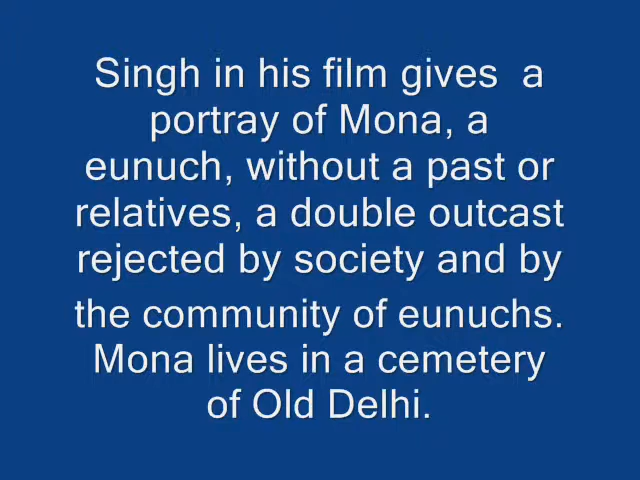 Singh in his film gives  a
portray of Mona, a
eunuch, without a past or
relatives, a double outcast
rejected by society and by
the community of eunuchs.
Mona lives in a cemetery
of Old Delhi.